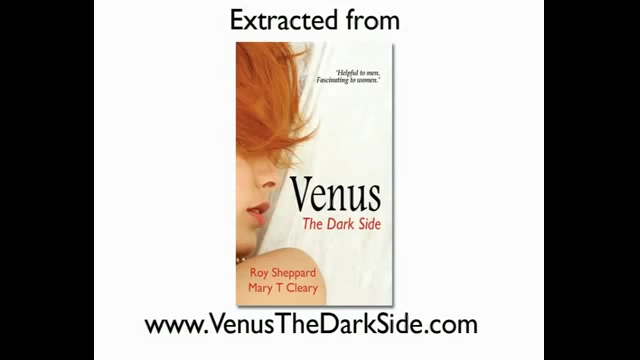 Extracted from
"Helpful to men.
Fascinating to women."
Venus
The Dark Side
Roy Sheppard
Mary T Cleary
www.VenusTheDarkSide.com